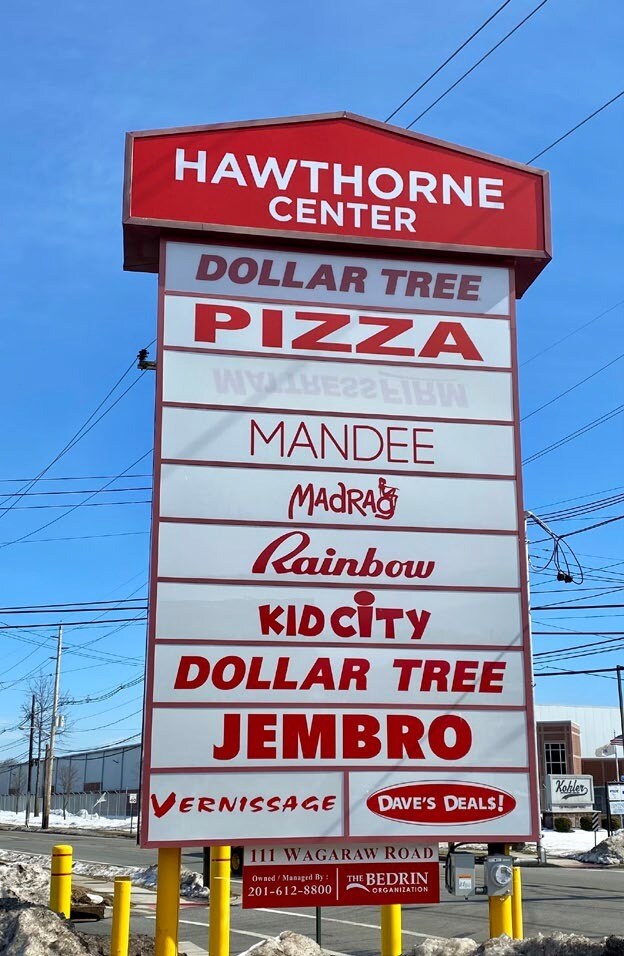 HAWTHORNE
CENTER
DOLLAR TREE
PIZZA
MATTRESSFIRM
MANDEE
MADRAG
Rainbow
KIDCITY
DOLLAR TREE
JEMBRO
VERNISSAGE
DAVE'S DEALS!
111 WAGARAW ROAD
Owned / Managed By :
201-612-8800
THE BEDRIN
ORGANIZATION
Kohler